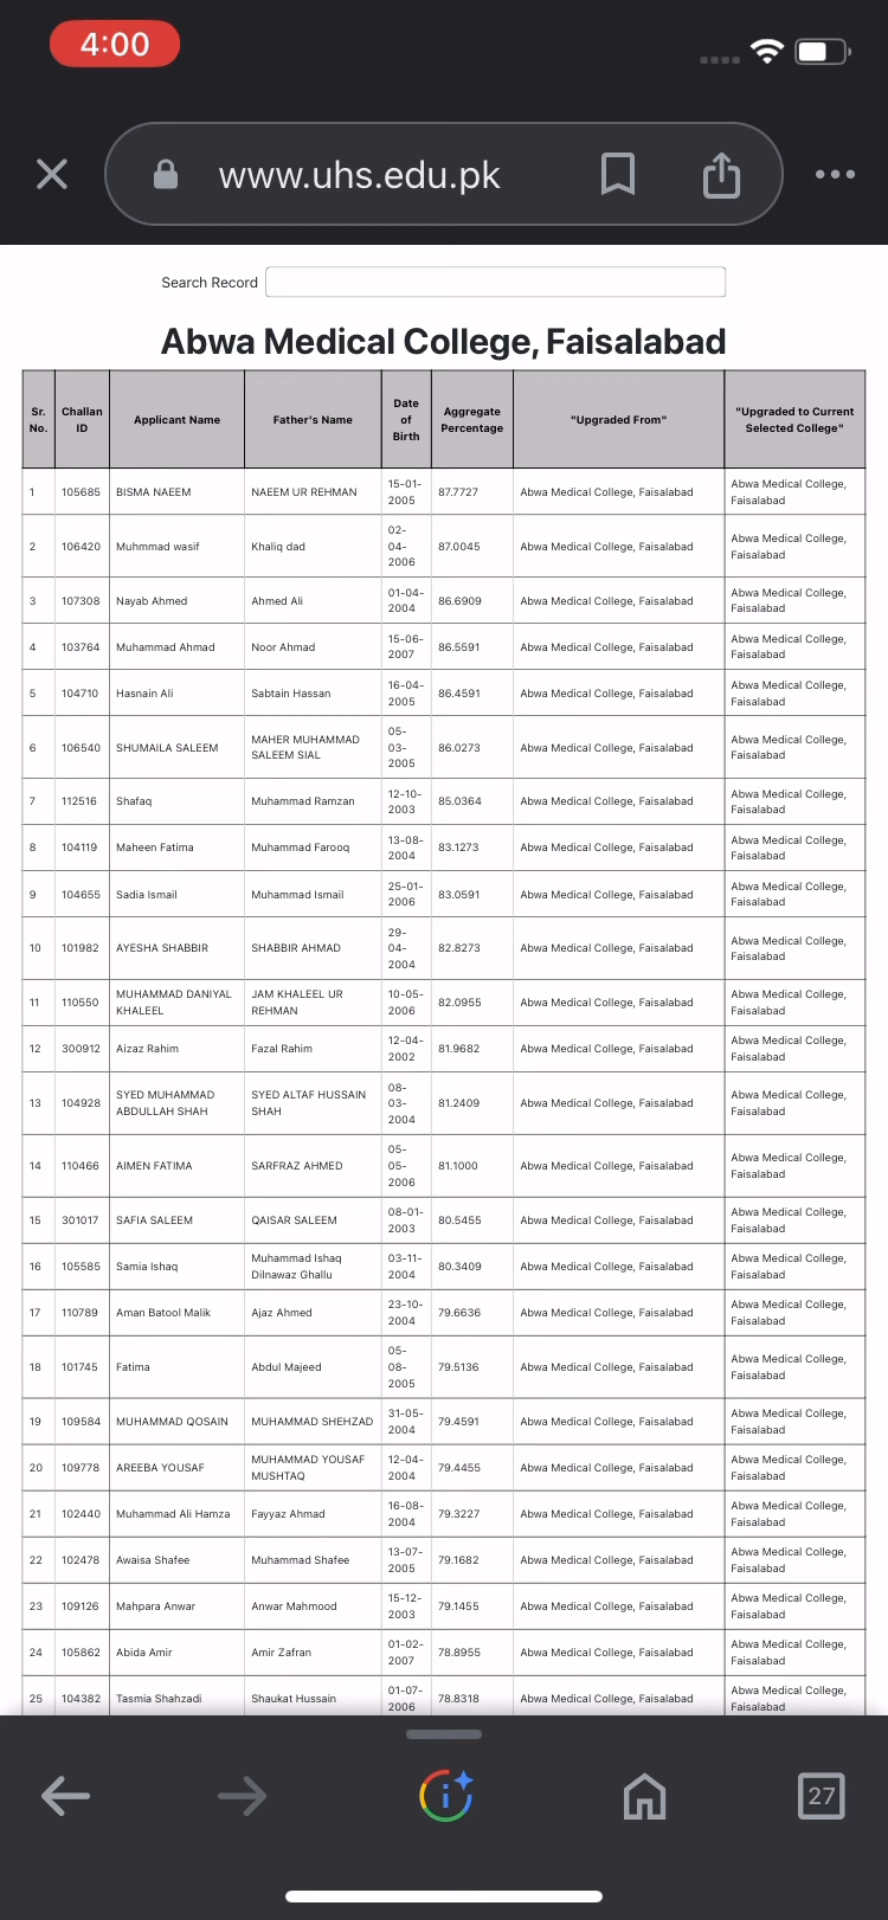 4:00
www.uhs.edu.pk
Search Record
Abwa Medical College, Faisalabad
Sr. No. Challan ID Applicant Name Father's Name Date of Birth Aggregate Percentage "Upgraded From" "Upgraded to Current Selected College"
1 105685 BISMA NAEEM NAEEM UR REHMAN 15-01-2005 87.7727 Abwa Medical College, Faisalabad Abwa Medical College, Faisalabad
2 106420 Muhmmad wasif Khaliq dad 02-04-2006 87.0045 Abwa Medical College, Faisalabad Abwa Medical College, Faisalabad
3 107308 Nayab Ahmed Ahmed Ali 01-04-2004 86.6909 Abwa Medical College, Faisalabad Abwa Medical College, Faisalabad
4 103764 Muhammad Ahmad Noor Ahmad 15-06-2007 86.5591 Abwa Medical College, Faisalabad Abwa Medical College, Faisalabad
5 104710 Hasnain Ali Sabtain Hassan 16-04-2005 86.4591 Abwa Medical College, Faisalabad Abwa Medical College, Faisalabad
6 106540 SHUMAILA SALEEM MAHER MUHAMMAD SALEEM SIAL 05-03-2005 86.0273 Abwa Medical College, Faisalabad Abwa Medical College, Faisalabad
7 112516 Shafaq Muhammad Ramzan 12-10-2003 85.0364 Abwa Medical College, Faisalabad Abwa Medical College, Faisalabad
8 104119 Maheen Fatima Muhammad Farooq 13-08-2004 83.1273 Abwa Medical College, Faisalabad Abwa Medical College, Faisalabad
9 104655 Sadia Ismail Muhammad Ismail 25-01-2006 83.0591 Abwa Medical College, Faisalabad Abwa Medical College, Faisalabad
10 101982 AYESHA SHABBIR SHABBIR AHMAD 29-04-2004 82.8273 Abwa Medical College, Faisalabad Abwa Medical College, Faisalabad
11 110550 MUHAMMAD DANIYAL KHALEEL JAM KHALEEL UR REHMAN 10-05-2006 82.0955 Abwa Medical College, Faisalabad Abwa Medical College, Faisalabad
12 300912 Aizaz Rahim Fazal Rahim 12-04-2002 81.9682 Abwa Medical College, Faisalabad Abwa Medical College, Faisalabad
13 104928 SYED MUHAMMAD ABDULLAH SHAH SYED ALTAF HUSSAIN SHAH 08-03-2004 81.2409 Abwa Medical College, Faisalabad Abwa Medical College, Faisalabad
14 110466 AIMEN FATIMA SARFRAZ AHMED 05-05-2006 81.1000 Abwa Medical College, Faisalabad Abwa Medical College, Faisalabad
15 301017 SAFIA SALEEM QAISAR SALEEM 08-01-2003 80.5455 Abwa Medical College, Faisalabad Abwa Medical College, Faisalabad
16 105585 Samia Ishaq Muhammad Ishaq Dilnawaz Ghallu 03-11-2004 80.3409 Abwa Medical College, Faisalabad Abwa Medical College, Faisalabad
17 110789 Aman Batool Malik Ajaz Ahmed 23-10-2004 79.6636 Abwa Medical College, Faisalabad Abwa Medical College, Faisalabad
18 101745 Fatima Abdul Majeed 05-08-2005 79.5136 Abwa Medical College, Faisalabad Abwa Medical College, Faisalabad
19 109584 MUHAMMAD QOSAIN MUHAMMAD SHEHZAD 31-05-2004 79.4591 Abwa Medical College, Faisalabad Abwa Medical College, Faisalabad
20 109778 AREEBA YOUSAF MUHAMMAD YOUSAF MUSHTAQ 12-04-2004 79.4455 Abwa Medical College, Faisalabad Abwa Medical College, Faisalabad
21 102440 Muhammad Ali Hamza Fayyaz Ahmad 16-08-2004 79.3227 Abwa Medical College, Faisalabad Abwa Medical College, Faisalabad
22 102478 Awaisa Shafee Muhammad Shafee 13-07-2005 79.1682 Abwa Medical College, Faisalabad Abwa Medical College, Faisalabad
23 109126 Mahpara Anwar Anwar Mahmood 15-12-2003 79.1455 Abwa Medical College, Faisalabad Abwa Medical College, Faisalabad
24 105862 Abida Amir Amir Zafran 01-02-2007 78.8955 Abwa Medical College, Faisalabad Abwa Medical College, Faisalabad
25 104382 Tasmia Shahzadi Shaukat Hussain 01-07-2006 78.8318 Abwa Medical College, Faisalabad Abwa Medical College, Faisalabad
27